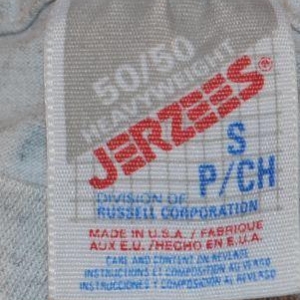 50/50
HEAVYWEIGHT
JERZEES®
S
P/CH
DIVISION OF
RUSSELL CORPORATION
MADE IN U.S.A. / FABRIQUE
AUX E.U. /HECHO EN E.U.A.
CARE AND CONTENT ON REVERSE
INSTRUCTIONS ET COMPOSITION AU VERSO
INSTRUCCIONES Y COMPOSICION AL REVERSO